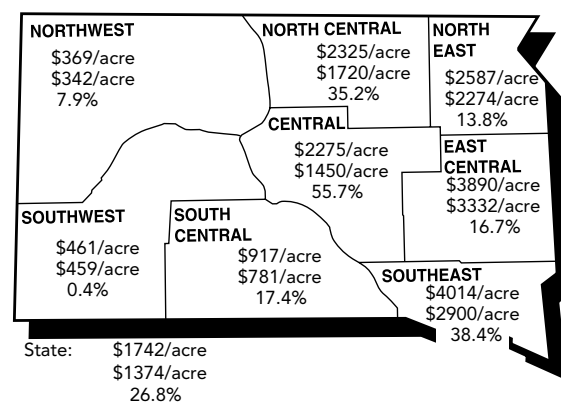 NORTHWEST
$369/acre
$342/acre
7.9%
NORTH CENTRAL
$2325/acre
$1720/acre
35.2%
NORTH
EAST
$2587/acre
$2274/acre
13.8%
CENTRAL
$2275/acre
$1450/acre
55.7%
EAST
CENTRAL
$3890/acre
$3332/acre
16.7%
SOUTHWEST
$461/acre
$459/acre
0.4%
SOUTH
CENTRAL
$917/acre
$781/acre
17.4%
SOUTHEAST
$4014/acre
$2900/acre
38.4%
State: $1742/acre
$1374/acre
26.8%